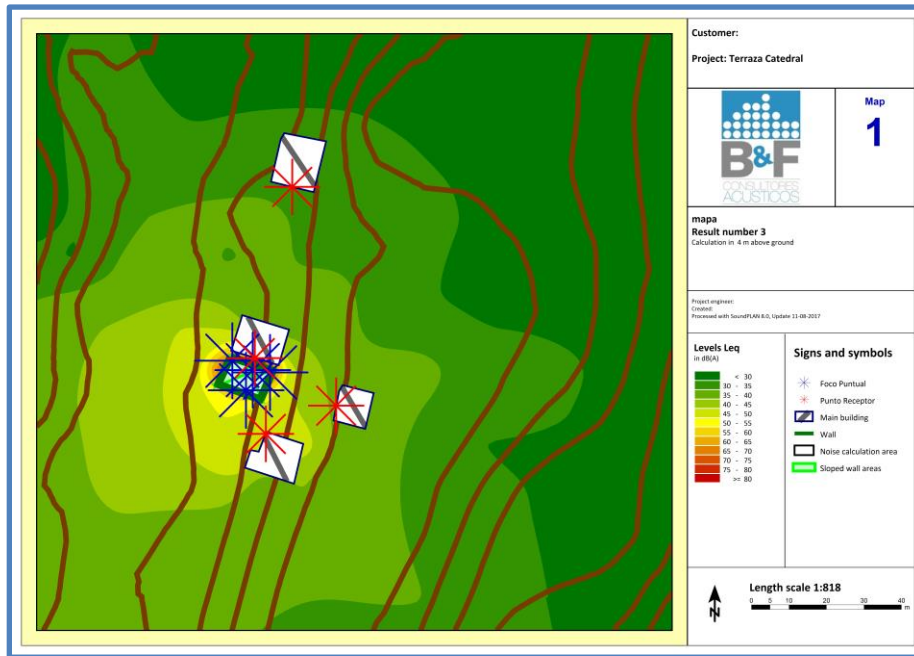 Customer:
Project: Terraza Catedral
B&F
CONSULTORES
ACÚSTICOS
Map
1
mapa
Result number 3
Calculation in 4 m above ground
Project engineer:
Created:
Processed with SoundPLAN 8.0, Update 11-08-2017
Levels Leq
in dB(A)
< 30
30 - 35
35 - 40
40 - 45
45 - 50
50 - 55
55 - 60
60 - 65
65 - 70
70 - 75
75 - 80
>= 80
Signs and symbols
Foco Puntual
Punto Receptor
Main building
Wall
Noise calculation area
Sloped wall areas
N
Length scale 1:818
0 5 10 20 30 40
m